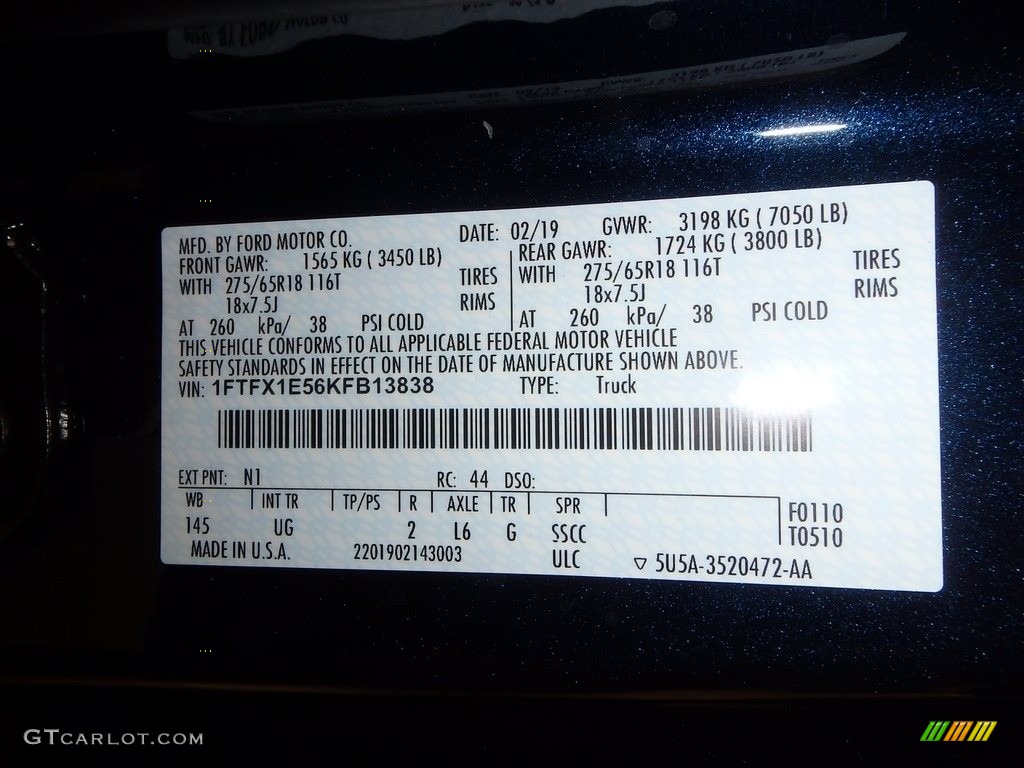 MFD. BY FORD MOTOR CO.
DATE: 02/19 GVWR: 3198 KG ( 7050 LB)
FRONT GAWR: 1565 KG ( 3450 LB) REAR GAWR: 1724 KG ( 3800 LB)
WITH 275/65R18 116T TIRES WITH 275/65R18 116T TIRES
18x7.5J RIMS 18x7.5J RIMS
AT 260 kPa/ 38 PSI COLD AT 260 kPa/ 38 PSI COLD
THIS VEHICLE CONFORMS TO ALL APPLICABLE FEDERAL MOTOR VEHICLE
SAFETY STANDARDS IN EFFECT ON THE DATE OF MANUFACTURE SHOWN ABOVE.
VIN: 1FTFX1E56KFB13838 TYPE: Truck
EXT PNT: N1 RC: 44 DSO:
WB INT TR TP/PS R AXLE TR SPR F0110
145 UG 2 L6 G SSCC T0510
MADE IN U.S.A. 2201902143003 ULC 5U5A-3520472-AA
GTCARLOT.COM